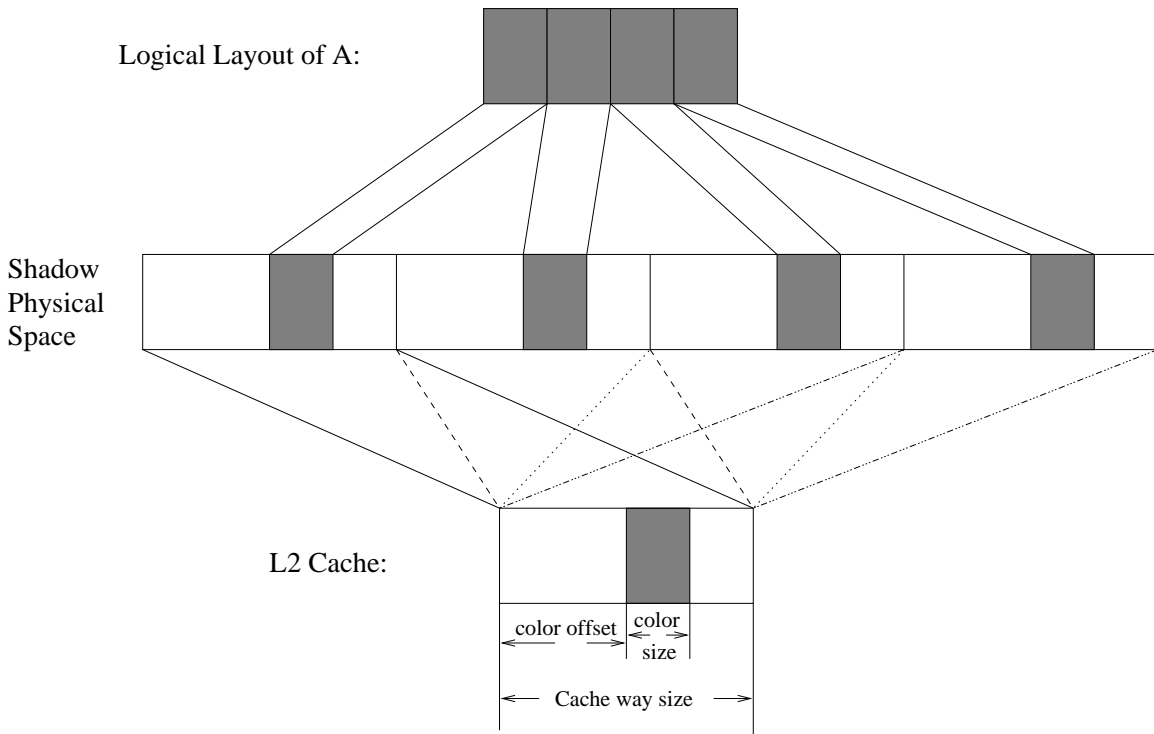 Logical Layout of A:
Shadow
Physical
Space
L2 Cache:
color offset
color
size
Cache way size